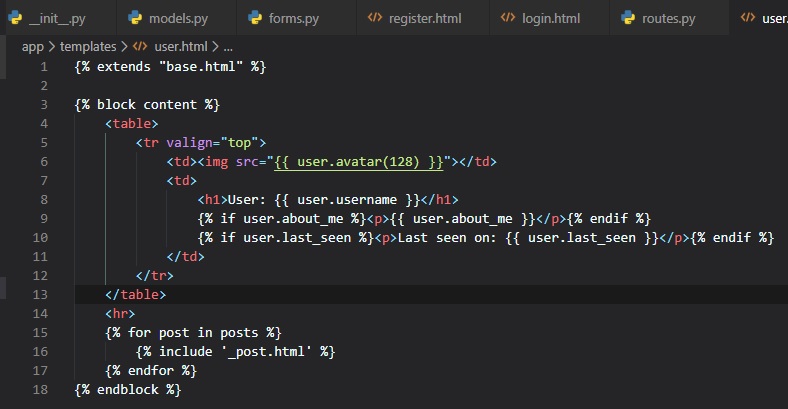 __init__.py models.py forms.py register.html login.html routes.py user.
app > templates > user.html > ...
1 {% extends "base.html" %}
2
3 {% block content %}
4     <table>
5         <tr valign="top">
6             <td><img src="{{ user.avatar(128) }}"></td>
7             <td>
8                 <h1>User: {{ user.username }}</h1>
9                 {% if user.about_me %}<p>{{ user.about_me }}</p>{% endif %}
10                 {% if user.last_seen %}<p>Last seen on: {{ user.last_seen }}</p>{% endif %}
11             </td>
12         </tr>
13     </table>
14     <hr>
15     {% for post in posts %}
16         {% include '_post.html' %}
17     {% endfor %}
18 {% endblock %}